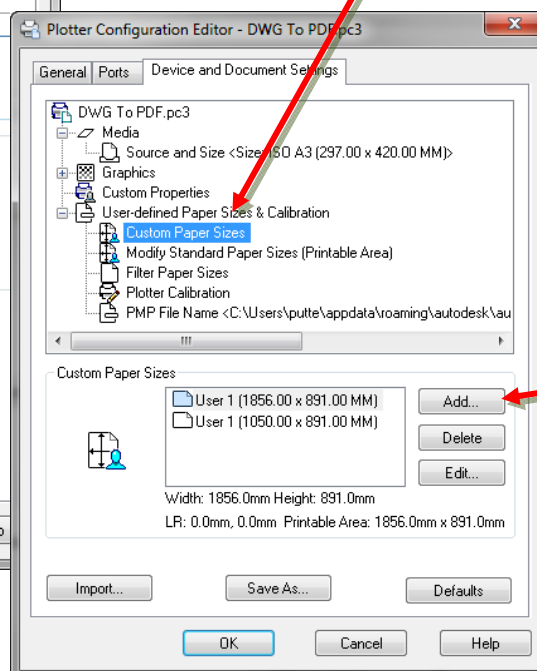 Plotter Configuration Editor - DWG To PDF.pc3
General Ports Device and Document Settings
DWG To PDF.pc3
Media
Source and Size <Size: ISO A3 (297.00 x 420.00 MM)>
Graphics
Custom Properties
User-defined Paper Sizes & Calibration
Custom Paper Sizes
Modify Standard Paper Sizes (Printable Area)
Filter Paper Sizes
Plotter Calibration
PMP File Name <C:\Users\putte\appdata\roaming\autodesk\au
Custom Paper Sizes
User 1 (1856.00 x 891.00 MM)
User 1 (1050.00 x 891.00 MM)
Add...
Delete
Edit...
Width: 1856.0mm Height: 891.0mm
LR: 0.0mm, 0.0mm Printable Area: 1856.0mm x 891.0mm
Import... Save As... Defaults
OK Cancel Help